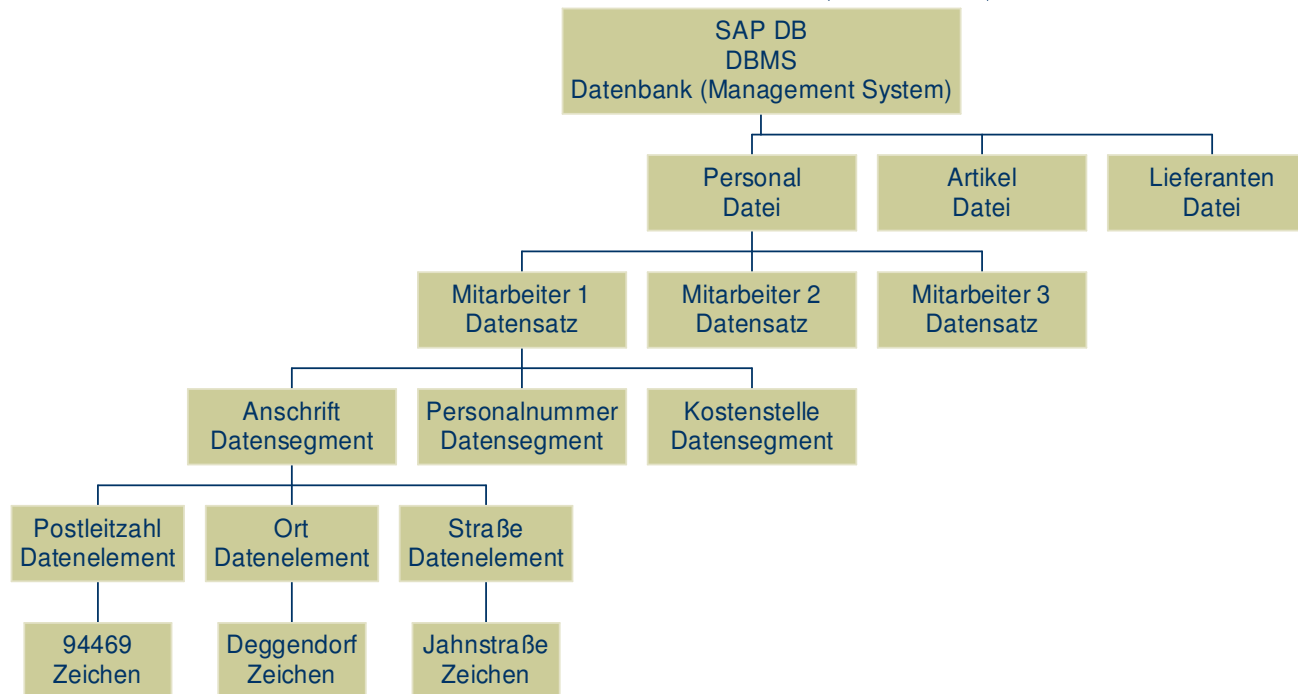 SAP DB
DBMS
Datenbank (Management System)
Personal
Datei
Artikel
Datei
Lieferanten
Datei
Mitarbeiter 1
Datensatz
Mitarbeiter 2
Datensatz
Mitarbeiter 3
Datensatz
Anschrift
Datensegment
Personalnummer
Datensegment
Kostenstelle
Datensegment
Postleitzahl
Datenelement
Ort
Datenelement
Straße
Datenelement
94469
Zeichen
Deggendorf
Zeichen
Jahnstraße
Zeichen